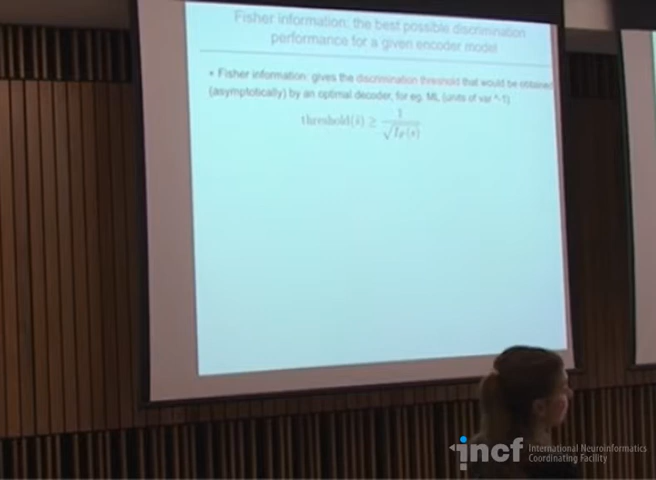 Fisher information: the best possible discrimination
performance for a given encoder model
• Fisher information: gives the discrimination threshold that would be obtained
(asymptotically) by an optimal decoder, for eg. ML (units of var ^-1)
threshold(s) ≥ 1/√I_F(s)
incf International Neuroinformatics
Coordinating Facility